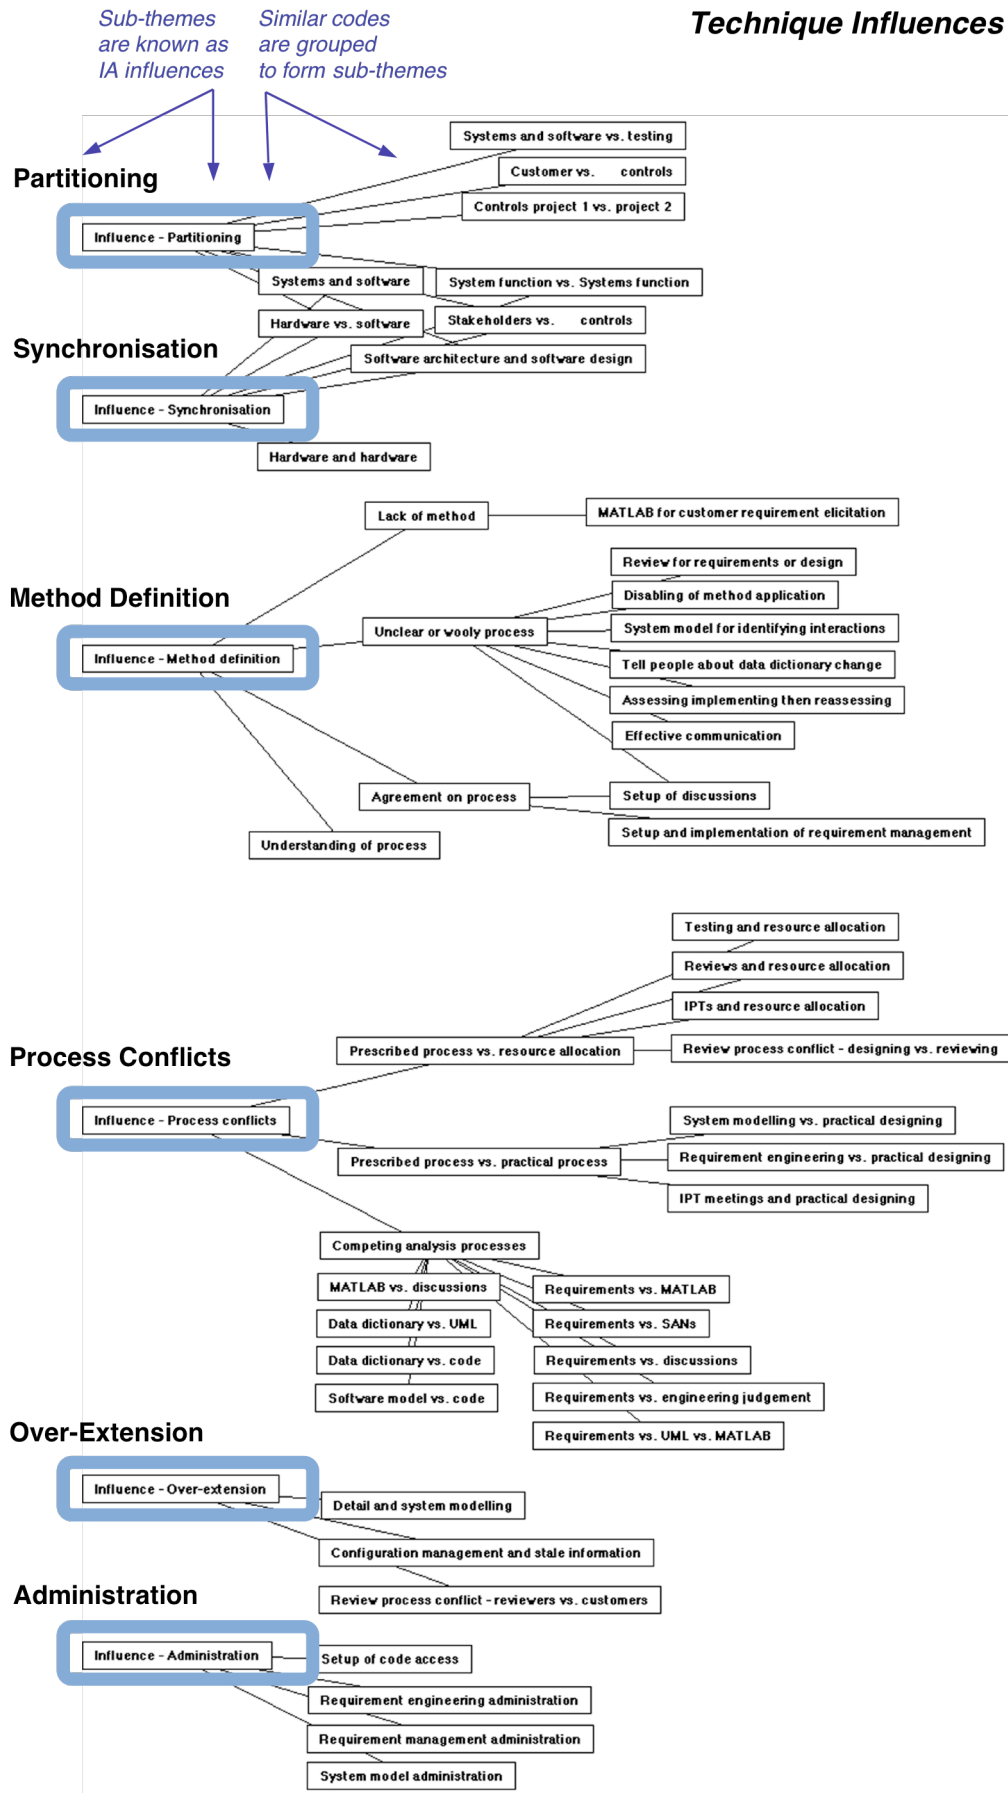 Technique Influences
Sub-themes
are known as
IA influences
Similar codes
are grouped
to form sub-themes
Partitioning
Systems and software vs. testing
Customer vs. controls
Controls project 1 vs. project 2
Influence - Partitioning
Systems and software
System function vs. Systems function
Hardware vs. software
Stakeholders vs. controls
Synchronisation
Software architecture and software design
Influence - Synchronisation
Hardware and hardware
Lack of method
MATLAB for customer requirement elicitation
Method Definition
Review for requirements or design
Disabling of method application
Unclear or wooly process
System model for identifying interactions
Influence - Method definition
Tell people about data dictionary change
Assessing implementing then reassessing
Effective communication
Agreement on process
Setup of discussions
Setup and implementation of requirement management
Understanding of process
Testing and resource allocation
Reviews and resource allocation
IPTs and resource allocation
Process Conflicts
Prescribed process vs. resource allocation
Review process conflict - designing vs. reviewing
Influence - Process conflicts
System modelling vs. practical designing
Prescribed process vs. practical process
Requirement engineering vs. practical designing
IPT meetings and practical designing
Competing analysis processes
MATLAB vs. discussions
Requirements vs. MATLAB
Data dictionary vs. UML
Requirements vs. SANs
Data dictionary vs. code
Requirements vs. discussions
Software model vs. code
Requirements vs. engineering judgement
Requirements vs. UML vs. MATLAB
Over-Extension
Influence - Over-extension
Detail and system modelling
Configuration management and stale information
Review process conflict - reviewers vs. customers
Administration
Influence - Administration
Setup of code access
Requirement engineering administration
Requirement management administration
System model administration